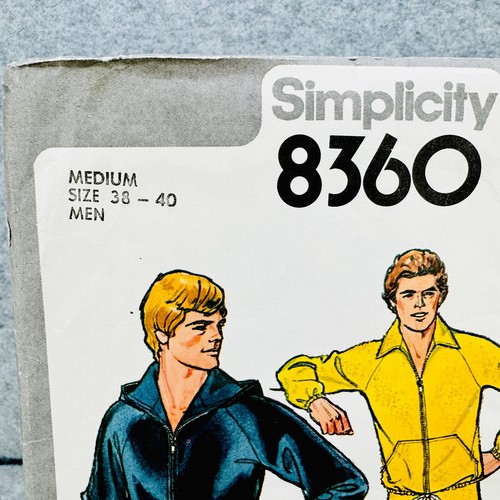 Simplicity
8360
MEDIUM
SIZE 38 – 40
MEN